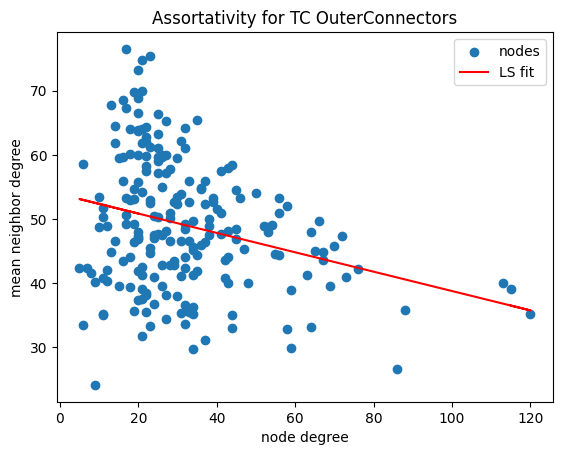 Assortativity for TC OuterConnectors
nodes
LS fit
mean neighbor degree
70
60
50
40
30
0 20 40 60 80 100 120
node degree